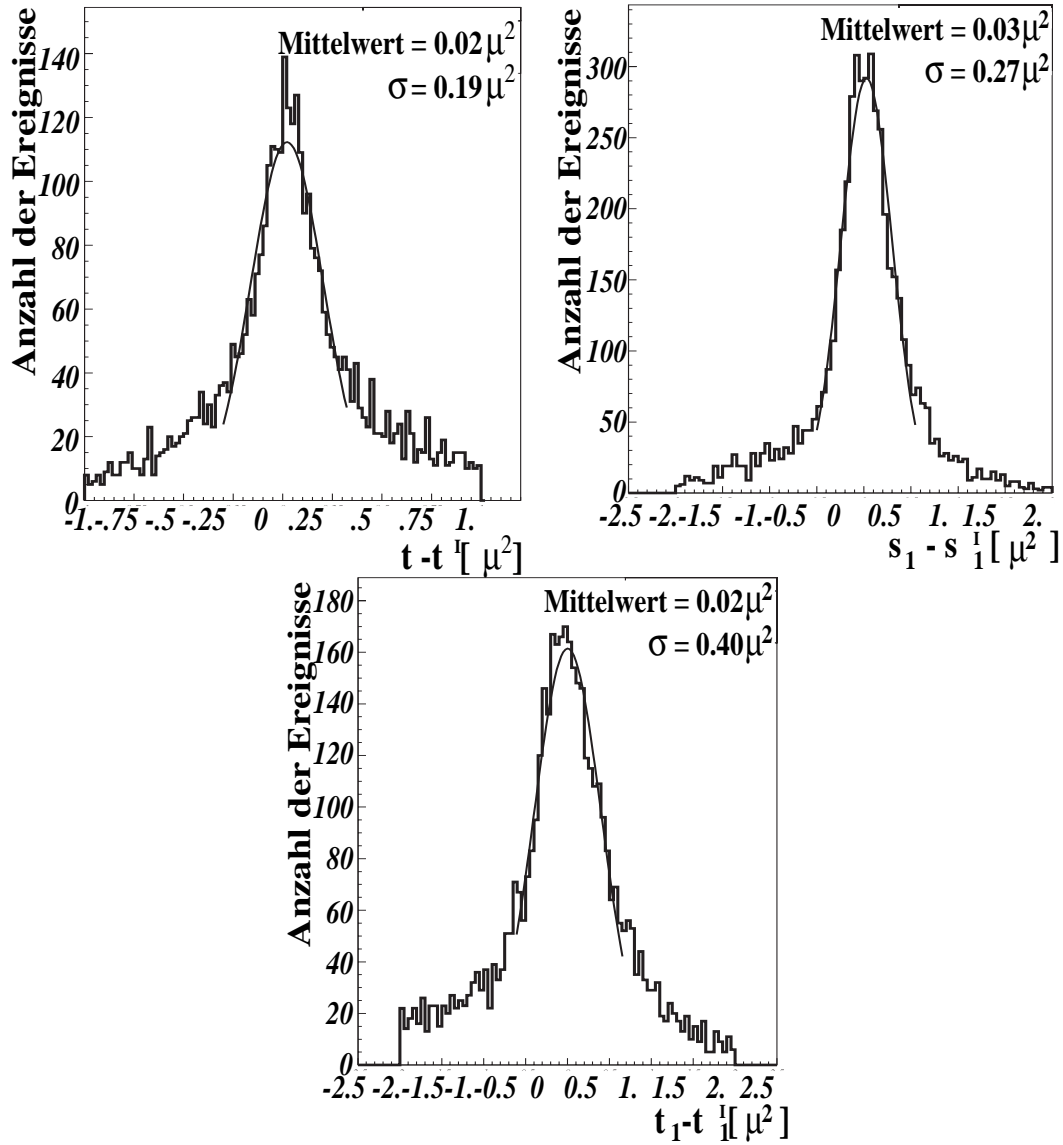 Mittelwert = 0.02μ²
σ = 0.19μ²
Anzahl der Ereignisse
140
120
100
80
60
40
20
0
-1.-.75 -.5 -.25 0 .25 .5 .75 1.
t -t ᴵ[ μ²]
Mittelwert = 0.03μ²
σ = 0.27μ²
Anzahl der Ereignisse
300
250
200
150
100
50
0
-2.5 -2.-1.5 -1.-0.5 0 0.5 1. 1.5 2.
s₁ - s ᴵ₁ [ μ²]
Mittelwert = 0.02μ²
σ = 0.40μ²
Anzahl der Ereignisse
180
160
140
120
100
80
60
40
20
0
-2.5 -2.-1.5 -1.-0.5 0 0.5 1. 1.5 2. 2.5
t₁-t ᴵ₁[ μ²]